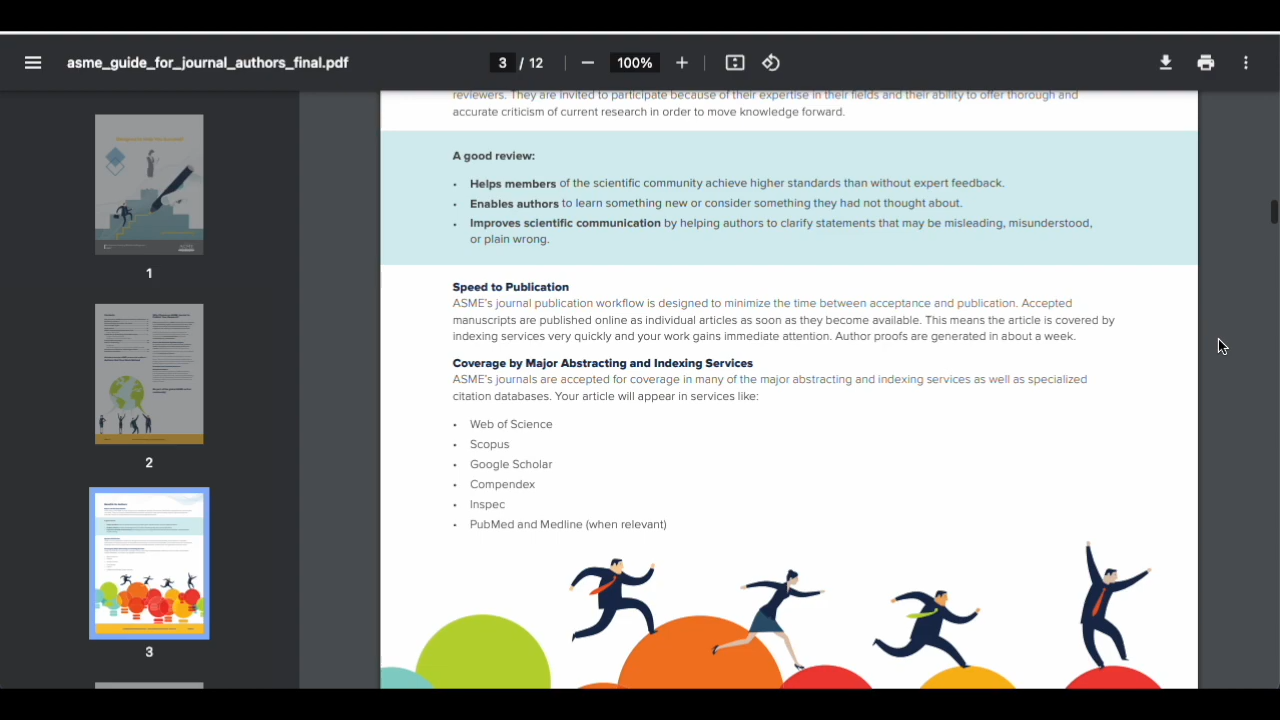 asme_guide_for_journal_authors_final.pdf
3 / 12
100%
reviewers. They are invited to participate because of their expertise in their fields and their ability to offer thorough and
accurate criticism of current research in order to move knowledge forward.
A good review:
• Helps members of the scientific community achieve higher standards than without expert feedback.
• Enables authors to learn something new or consider something they had not thought about.
• Improves scientific communication by helping authors to clarify statements that may be misleading, misunderstood,
or plain wrong.
Speed to Publication
ASME's journal publication workflow is designed to minimize the time between acceptance and publication. Accepted
manuscripts are published online as individual articles as soon as they become available. This means the article is covered by
indexing services very quickly and your work gains immediate attention. Author proofs are generated in about a week.
Coverage by Major Abstracting and Indexing Services
ASME's journals are accepted for coverage in many of the major abstracting and indexing services as well as specialized
citation databases. Your article will appear in services like:
• Web of Science
• Scopus
• Google Scholar
• Compendex
• Inspec
• PubMed and Medline (when relevant)
1
2
3